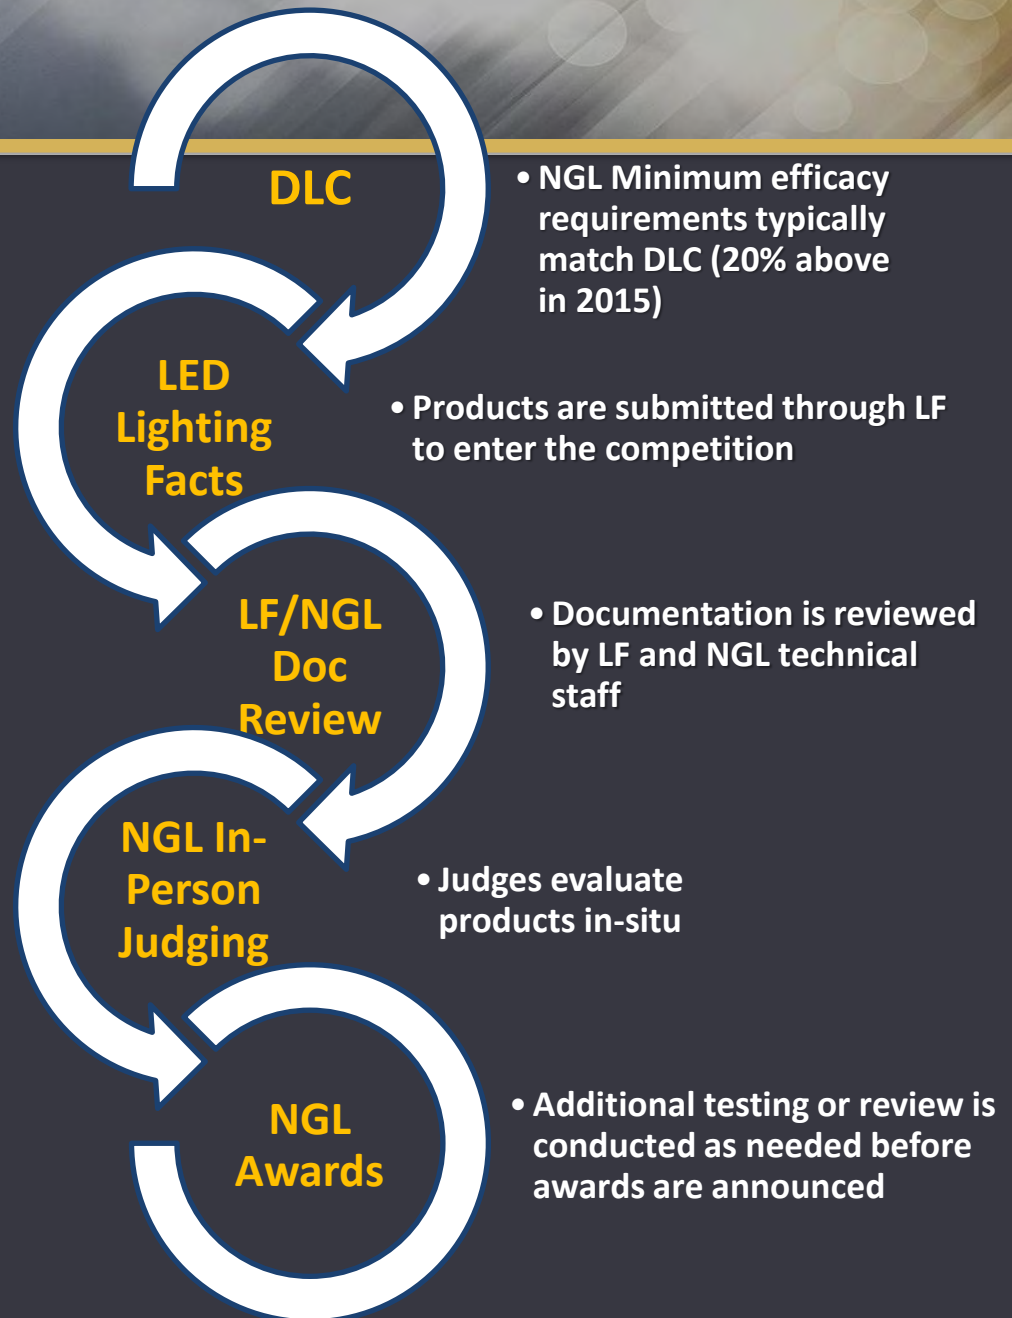 DLC
• NGL Minimum efficacy
requirements typically
match DLC (20% above
in 2015)
LED
Lighting
Facts
• Products are submitted through LF
to enter the competition
LF/NGL
Doc
Review
• Documentation is reviewed
by LF and NGL technical
staff
NGL In-
Person
Judging
• Judges evaluate
products in-situ
NGL
Awards
• Additional testing or review is
conducted as needed before
awards are announced